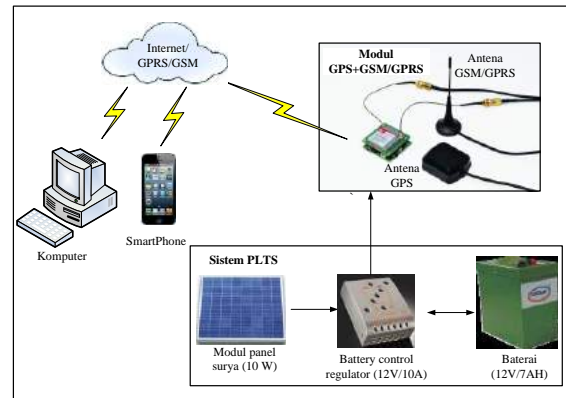 Internet/
GPRS/GSM
Modul
GPS+GSM/GPRS
Antena
GSM/GPRS
Antena
GPS
Komputer
SmartPhone
Sistem PLTS
Modul panel
surya (10 W)
Battery control
regulator (12V/10A)
Baterai
(12V/7AH)